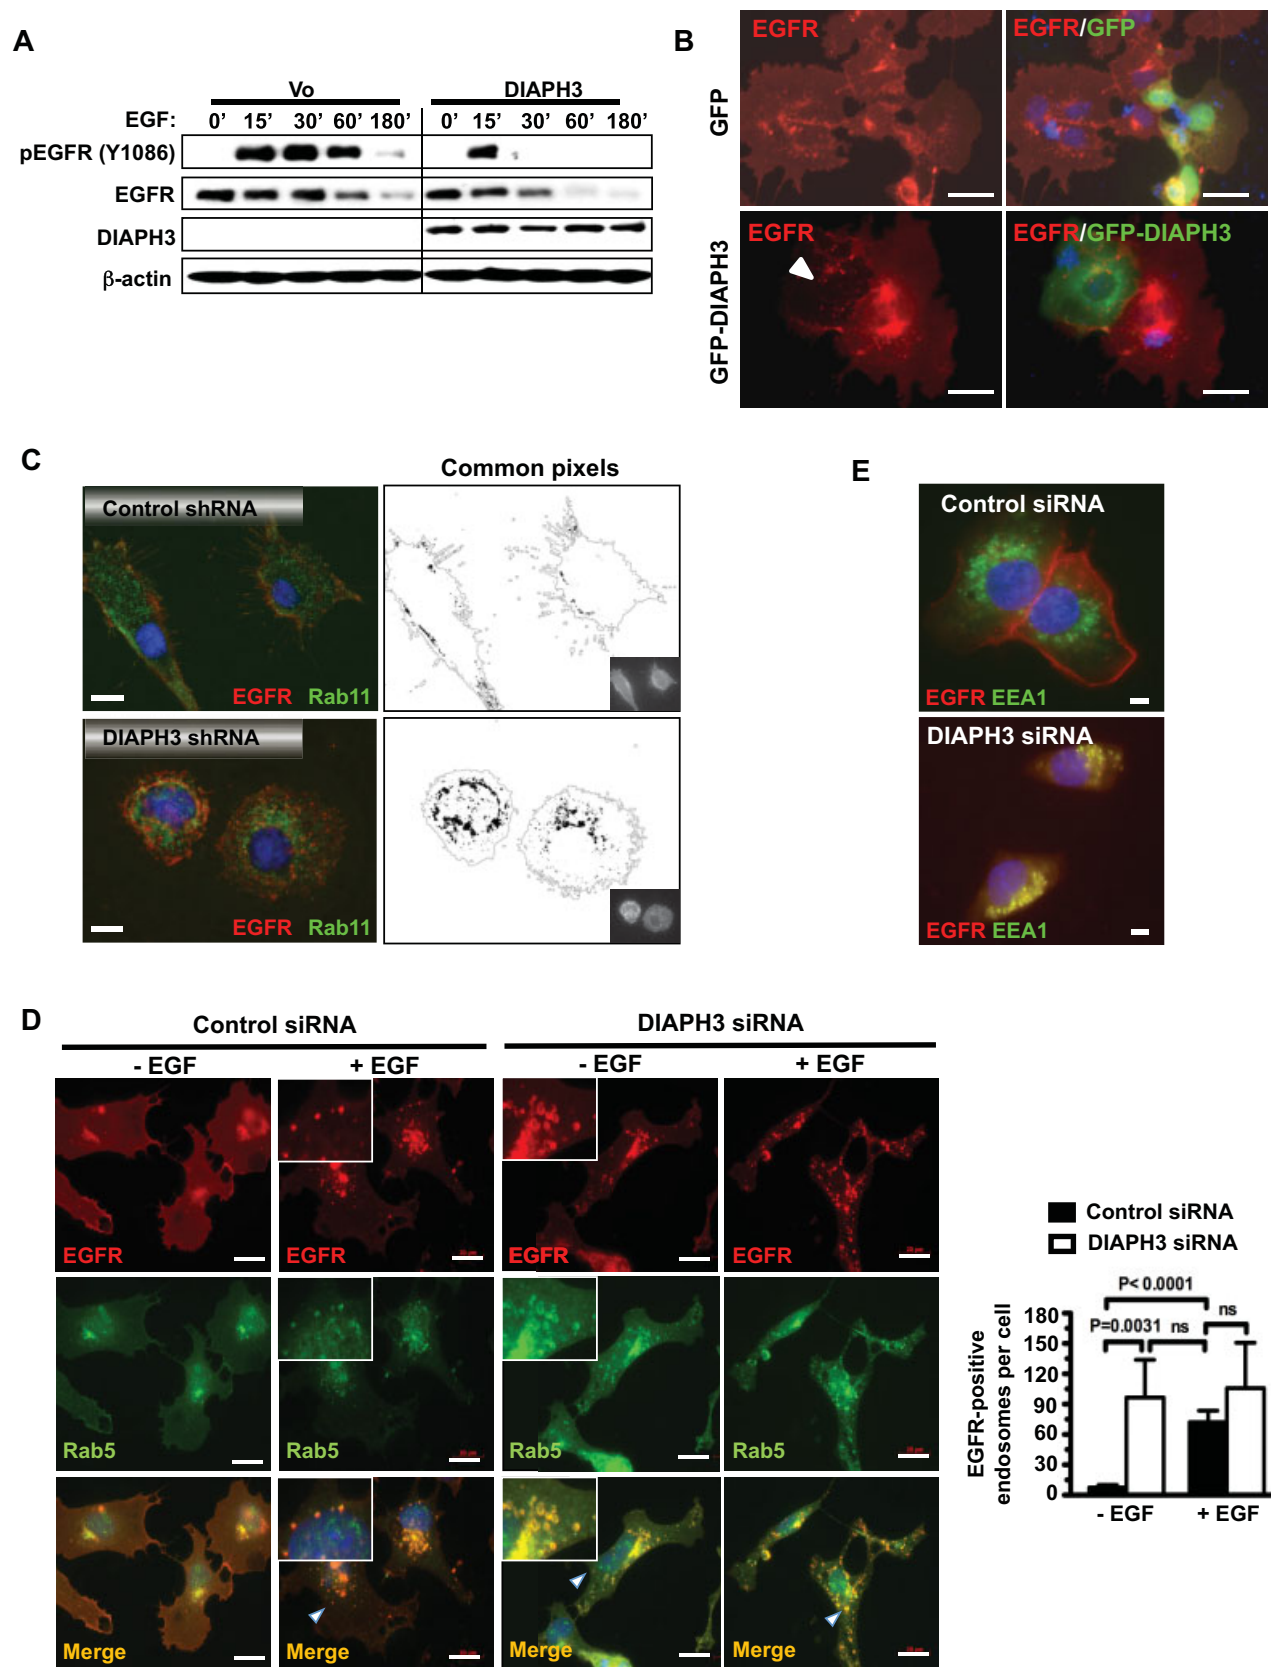 A
Vo DIAPH3
EGF: 0’ 15’ 30’ 60’ 180’ 0’ 15’ 30’ 60’ 180’
pEGFR (Y1086)
EGFR
DIAPH3
β-actin
B
GFP
EGFR
EGFR/GFP
GFP-DIAPH3
EGFR
EGFR/GFP-DIAPH3
C
Common pixels
Control shRNA
EGFR Rab11
DIAPH3 shRNA
EGFR Rab11
E
Control siRNA
EGFR EEA1
DIAPH3 siRNA
EGFR EEA1
D
Control siRNA DIAPH3 siRNA
- EGF + EGF - EGF + EGF
EGFR EGFR EGFR EGFR
Rab5 Rab5 Rab5 Rab5
Merge Merge Merge Merge
Control siRNA
DIAPH3 siRNA
P< 0.0001
ns
P=0.0031 ns
EGFR-positive
endosomes per cell
180
150
120
90
60
30
0
- EGF + EGF